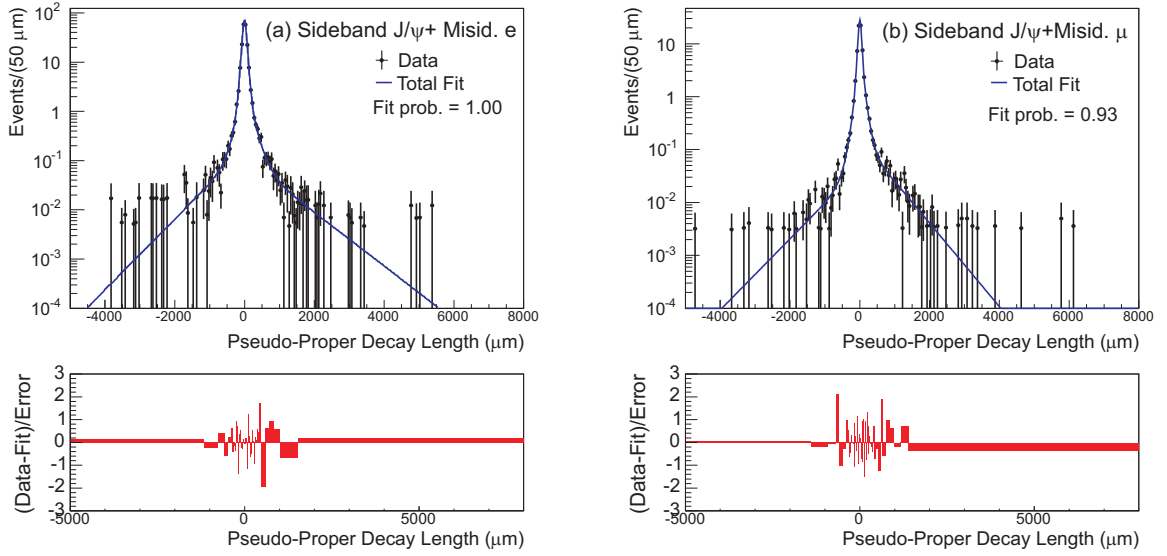 (a) Sideband J/ψ+ Misid. e
Data
Total Fit
Fit prob. = 1.00
Events/(50 μm)
10²
10
1
10⁻¹
10⁻²
10⁻³
10⁻⁴
-4000 -2000 0 2000 4000 6000 8000
Pseudo-Proper Decay Length (μm)
(Data-Fit)/Error
3
2
1
0
-1
-2
-3
-5000 0 5000
Pseudo-Proper Decay Length (μm)
(b) Sideband J/ψ+Misid. μ
Data
Total Fit
Fit prob. = 0.93
Events/(50 μm)
10
1
10⁻¹
10⁻²
10⁻³
10⁻⁴
-4000 -2000 0 2000 4000 6000 8000
Pseudo-Proper Decay Length (μm)
(Data-Fit)/Error
3
2
1
0
-1
-2
-3
-5000 0 5000
Pseudo-Proper Decay Length (μm)